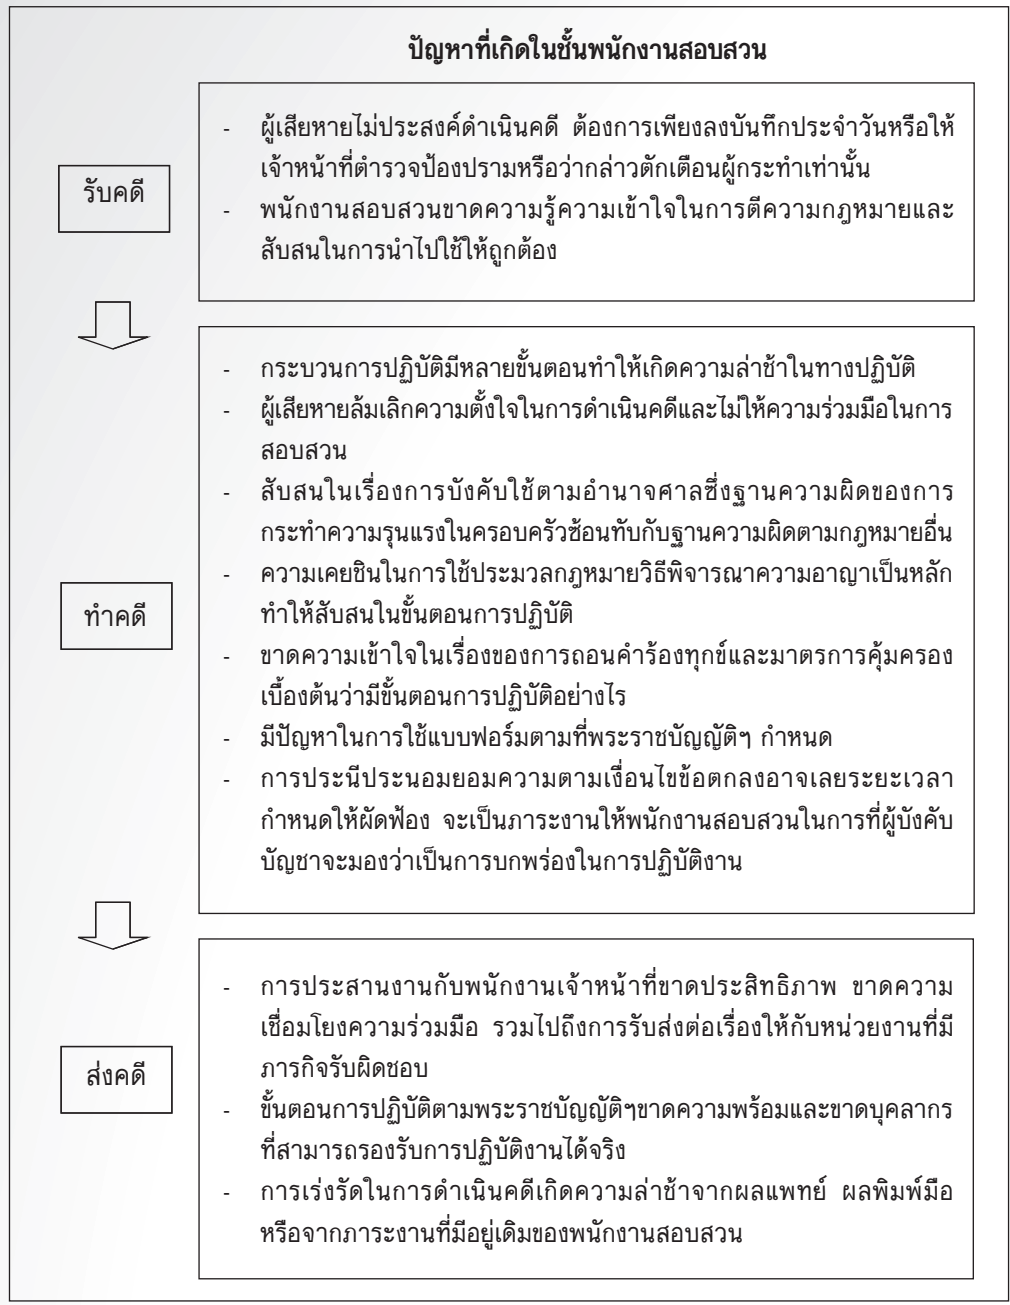 ปัญหาที่เกิดในชั้นพนักงานสอบสวน
รับคดี
- ผู้เสียหายไม่ประสงค์ดำเนินคดี ต้องการเพียงลงบันทึกประจำวันหรือให้
เจ้าหน้าที่ตำรวจป้องปรามหรือว่ากล่าวตักเตือนผู้กระทำเท่านั้น
- พนักงานสอบสวนขาดความรู้ความเข้าใจในการตีความกฎหมายและ
สับสนในการนำไปใช้ให้ถูกต้อง
ทำคดี
- กระบวนการปฏิบัติมีหลายขั้นตอนทำให้เกิดความล่าช้าในทางปฏิบัติ
- ผู้เสียหายล้มเลิกความตั้งใจในการดำเนินคดีและไม่ให้ความร่วมมือในการ
สอบสวน
- สับสนในเรื่องการบังคับใช้ตามอำนาจศาลซึ่งฐานความผิดของการ
กระทำความรุนแรงในครอบครัวซ้อนทับกับฐานความผิดตามกฎหมายอื่น
- ความเคยชินในการใช้ประมวลกฎหมายวิธีพิจารณาความอาญาเป็นหลัก
ทำให้สับสนในขั้นตอนการปฏิบัติ
- ขาดความเข้าใจในเรื่องของการถอนคำร้องทุกข์และมาตรการคุ้มครอง
เบื้องต้นว่ามีขั้นตอนการปฏิบัติอย่างไร
- มีปัญหาในการใช้แบบฟอร์มตามที่พระราชบัญญัติฯ กำหนด
- การประนีประนอมยอมความตามเงื่อนไขข้อตกลงอาจเลยระยะเวลา
กำหนดให้ผัดฟ้อง จะเป็นภาระงานให้พนักงานสอบสวนในการที่ผู้บังคับ
บัญชาจะมองว่าเป็นการบกพร่องในการปฏิบัติงาน
ส่งคดี
- การประสานงานกับพนักงานเจ้าหน้าที่ขาดประสิทธิภาพ ขาดความ
เชื่อมโยงความร่วมมือ รวมไปถึงการรับส่งต่อเรื่องให้กับหน่วยงานที่มี
ภารกิจรับผิดชอบ
- ขั้นตอนการปฏิบัติตามพระราชบัญญัติฯขาดความพร้อมและขาดบุคลากร
ที่สามารถรองรับการปฏิบัติงานได้จริง
- การเร่งรัดในการดำเนินคดีเกิดความล่าช้าจากผลแพทย์ ผลพิมพ์มือ
หรือจากภาระงานที่มีอยู่เดิมของพนักงานสอบสวน